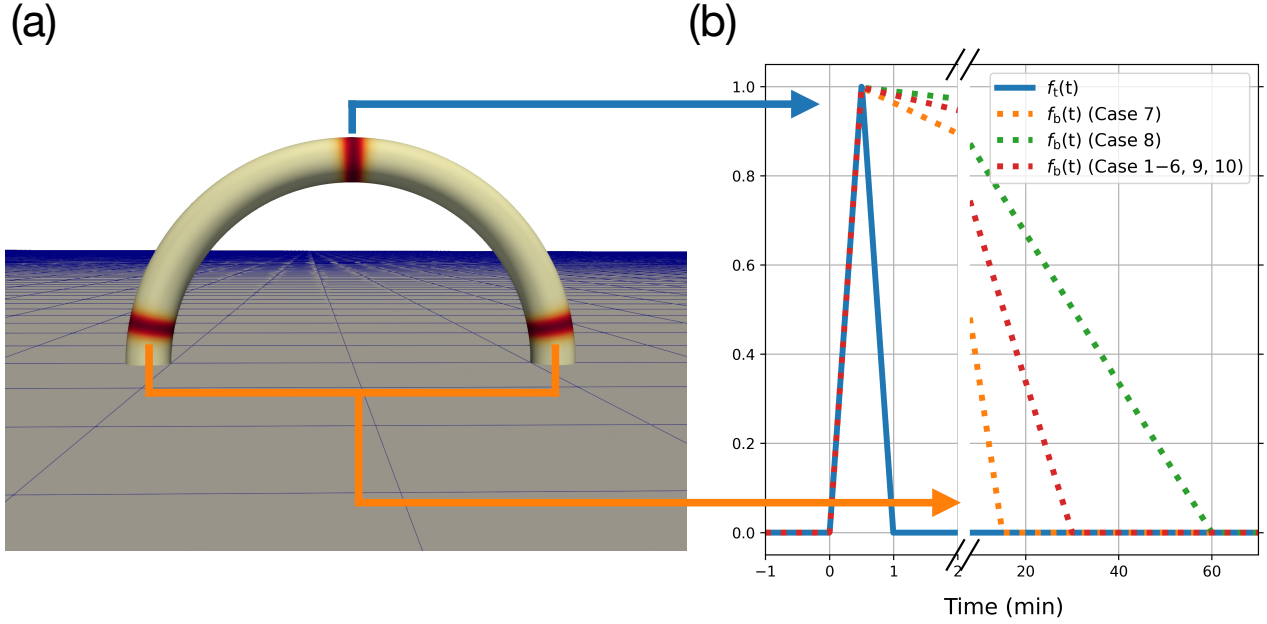 (a)
(b)
1.0
0.8
0.6
0.4
0.2
0.0
f_t(t)
f_b(t) (Case 7)
f_b(t) (Case 8)
f_b(t) (Case 1−6, 9, 10)
−1 0 1 2 20 40 60
Time (min)